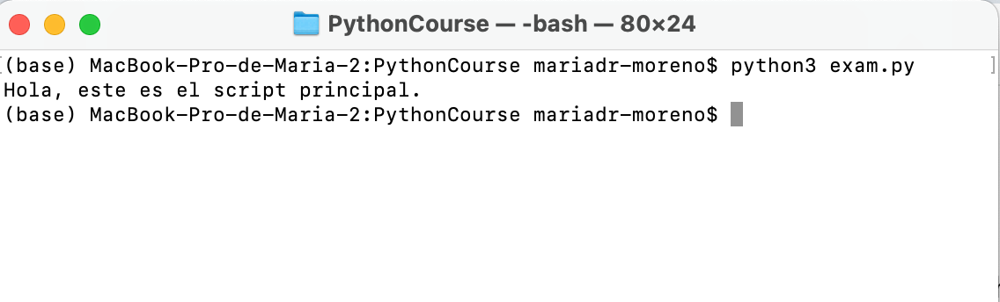 PythonCourse — -bash — 80×24
[(base) MacBook-Pro-de-Maria-2:PythonCourse mariadr-moreno$ python3 exam.py ]
Hola, este es el script principal.
(base) MacBook-Pro-de-Maria-2:PythonCourse mariadr-moreno$